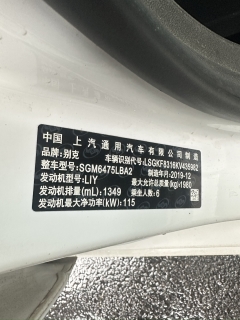 中国 上汽通用汽车有限公司 制造
品牌:别克 车辆识别代号:LSGKF8316KV435962
整车型号:SGM6475LBA2 制造年月:2019-12
发动机型号:LIY 最大允许总质量(kg):1980
发动机排量(mL):1349 乘坐人数:6
发动机最大净功率(kW):115